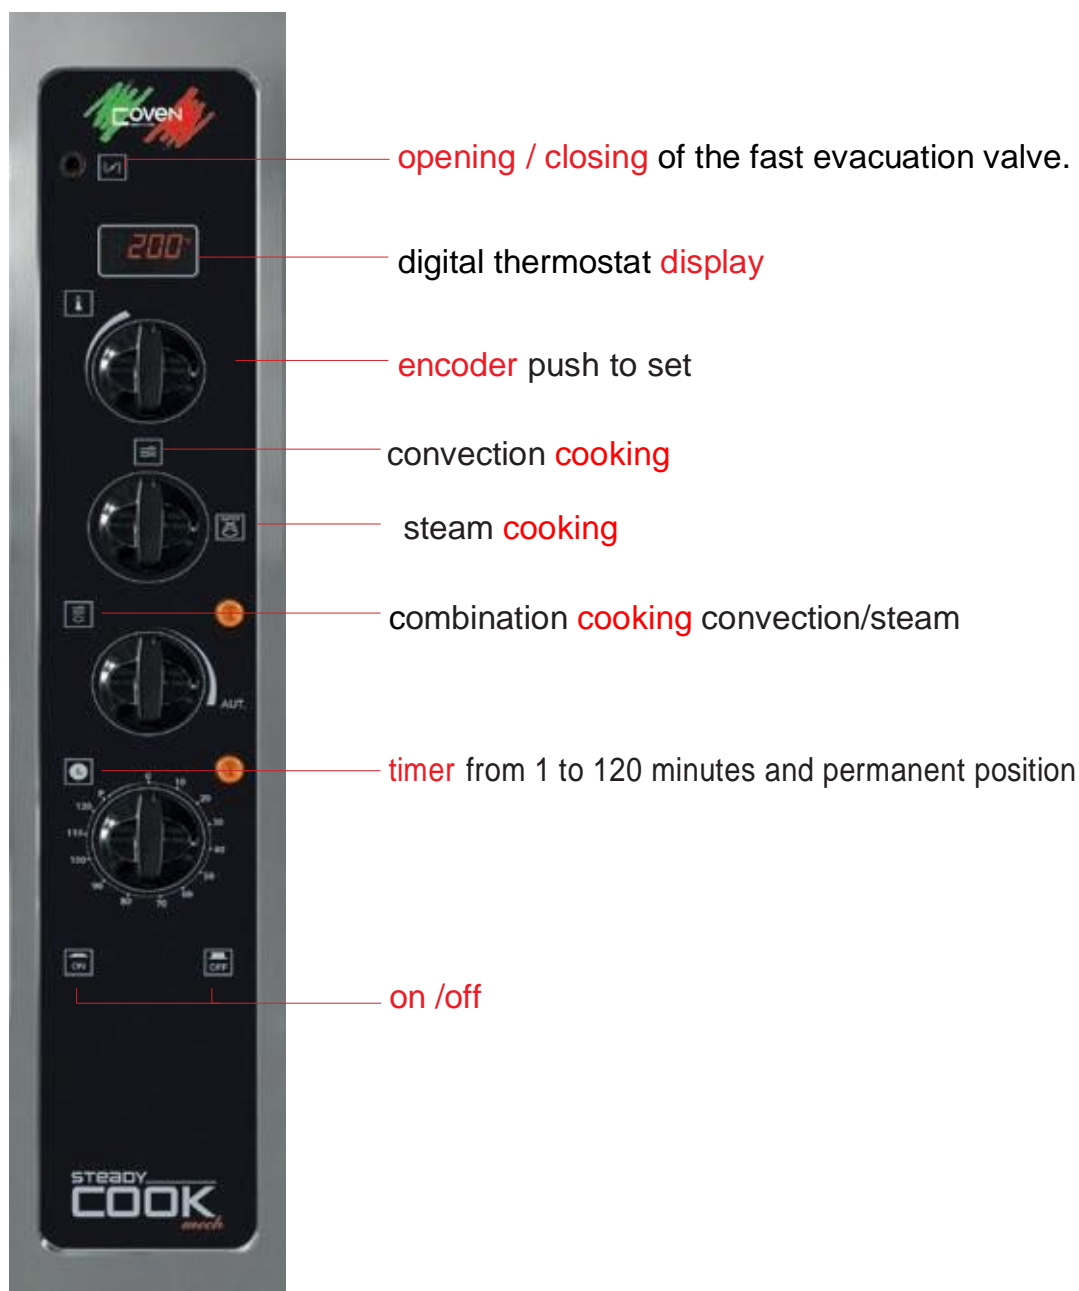 COVEN
opening / closing of the fast evacuation valve.
200
digital thermostat display
encoder push to set
convection cooking
steam cooking
combination cooking convection/steam
AUT.
timer from 1 to 120 minutes and permanent position
0
10
20
30
40
50
60
70
80
90
100
110
120
P
ON
OFF
on /off
STEADY
COOK
mech